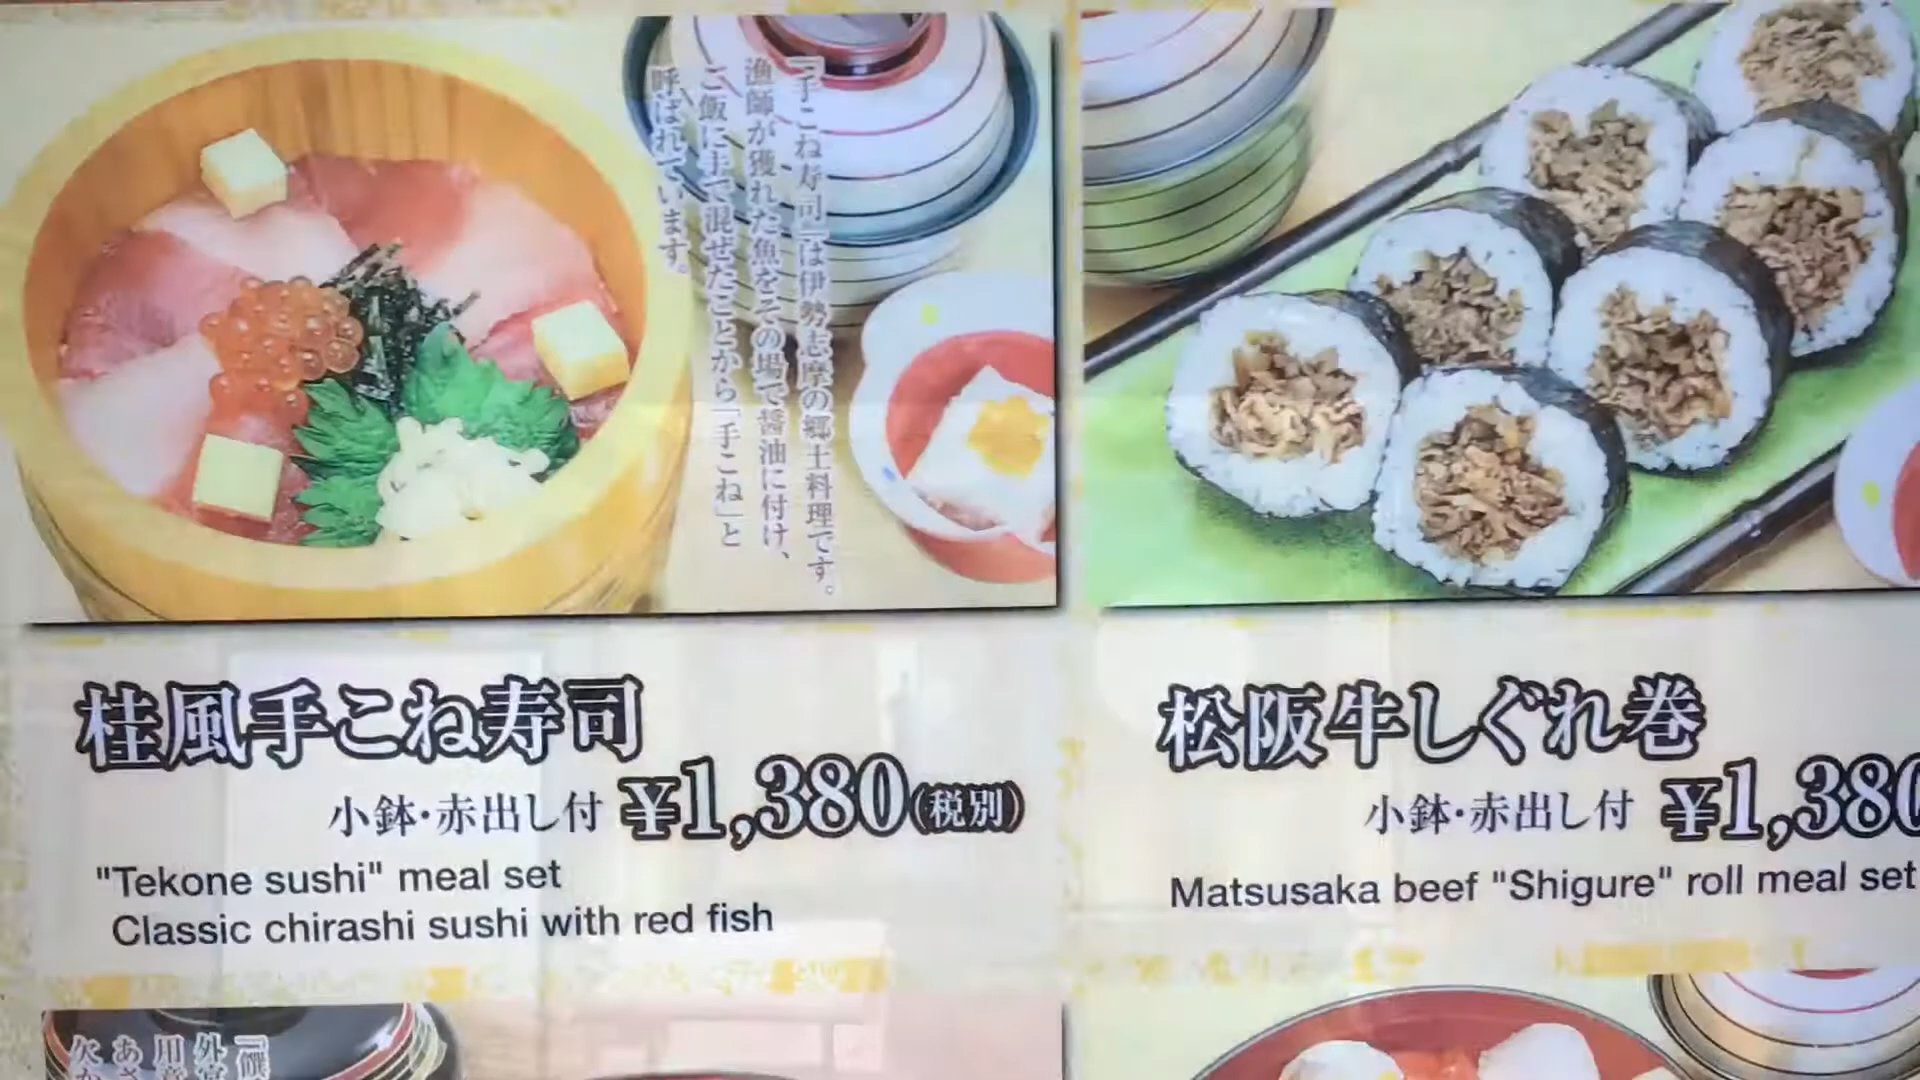 「手こね寿司」は伊勢志摩の郷土料理です。
漁師が獲れた魚をその場で醤油に付け、
ご飯に手で混ぜたことから「手こね」と
呼ばれています。
桂風手こね寿司
小鉢・赤出し付 ¥1,380(税別)
"Tekone sushi" meal set
Classic chirashi sushi with red fish
松阪牛しぐれ巻
小鉢・赤出し付 ¥1,380
Matsusaka beef "Shigure" roll meal set